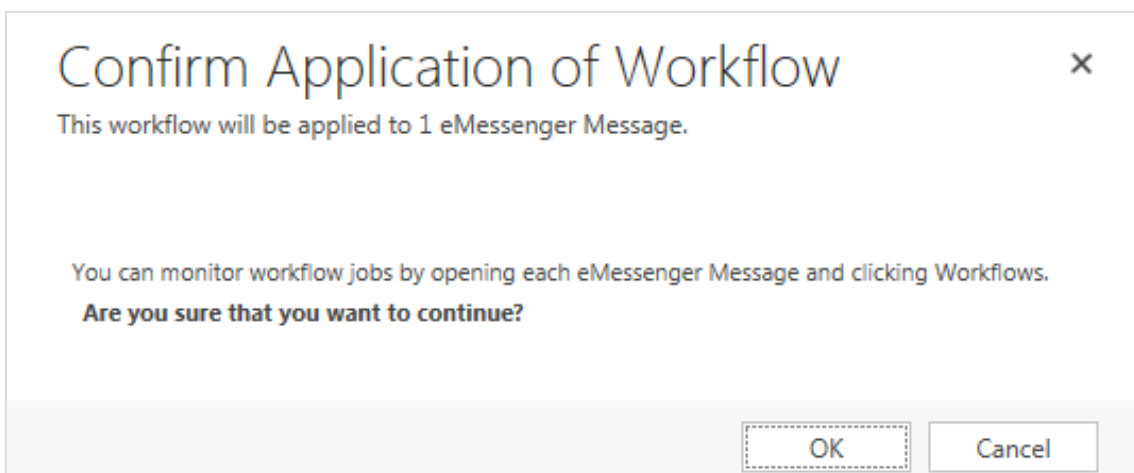 Confirm Application of Workflow
This workflow will be applied to 1 eMessenger Message.
You can monitor workflow jobs by opening each eMessenger Message and clicking Workflows.
Are you sure that you want to continue?
OK Cancel